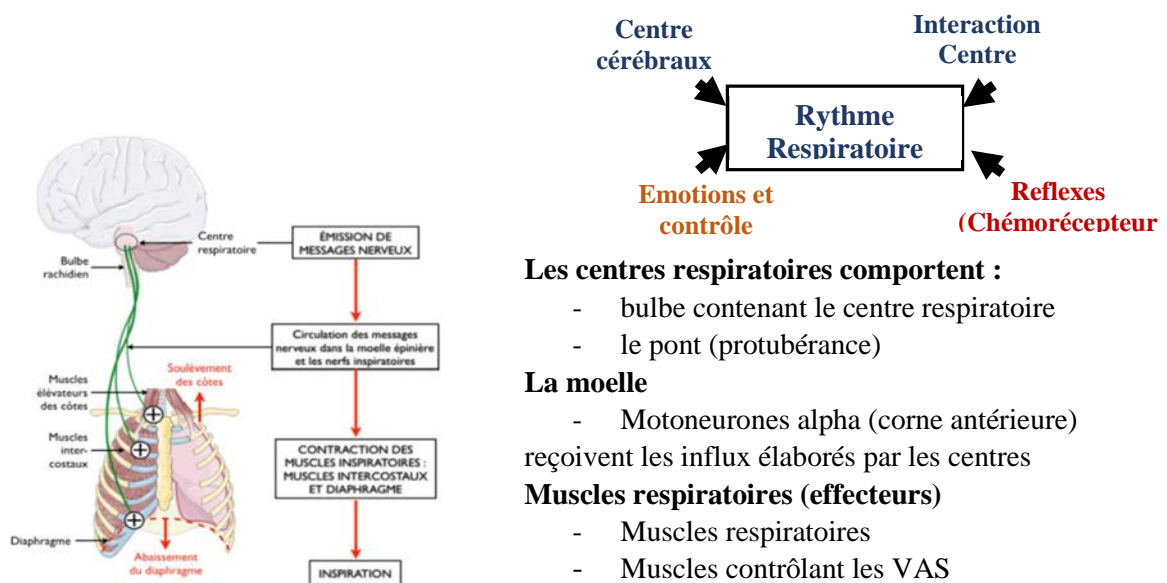 Centre
cérébraux
Interaction
Centre
Rythme
Respiratoire
Emotions et
contrôle
Reflexes
(Chémorécepteur
Centre
respiratoire
Bulbe
rachidien
ÉMISSION DE
MESSAGES NERVEUX
Circulation des messages
nerveux dans la moelle épinière
et les nerfs inspiratoires
Soulèvement
des côtes
Muscles
élévateurs
des côtes
Muscles
inter-
costaux
CONTRACTION DES
MUSCLES INSPIRATOIRES :
MUSCLES INTERCOSTAUX
ET DIAPHRAGME
Diaphragme
Abaissement
du diaphragme
INSPIRATION
Les centres respiratoires comportent :
- bulbe contenant le centre respiratoire
- le pont (protubérance)
La moelle
- Motoneurones alpha (corne antérieure)
reçoivent les influx élaborés par les centres
Muscles respiratoires (effecteurs)
- Muscles respiratoires
- Muscles contrôlant les VAS